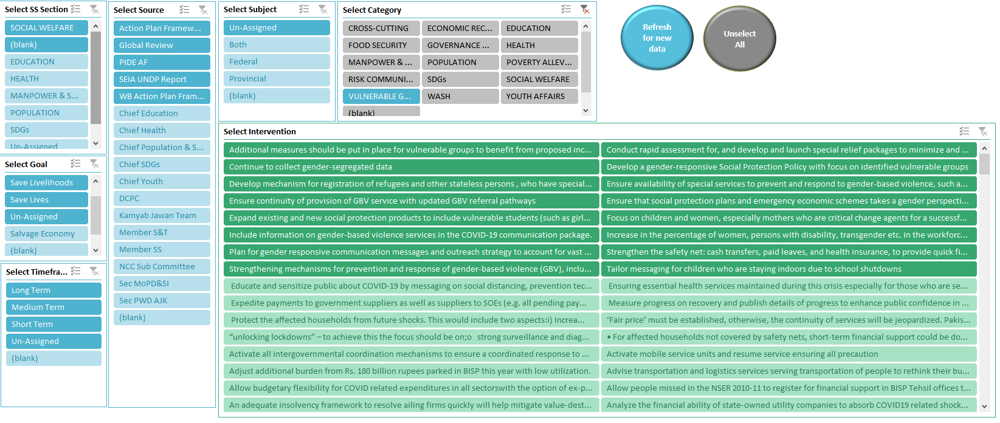 Select SS Section
SOCIAL WELFARE
(blank)
EDUCATION
HEALTH
MANPOWER & S...
POPULATION
SDGs
Un-Assigned
Select Goal
Save Livelihoods
Save Lives
Un-Assigned
Salvage Economy
(blank)
Select Timefra...
Long Term
Medium Term
Short Term
Un-Assigned
(blank)
Select Source
Action Plan Framew...
Global Review
PIDE AF
SEIA UNDP Report
WB Action Plan Fram...
Chief Education
Chief Health
Chief Population & S...
Chief SDGs
Chief Youth
DCPC
Kamyab Jawan Team
Member S&T
Member SS
NCC Sub Committee
Sec MoPD&SI
Sec PWD AJK
(blank)
Select Subject
Un-Assigned
Both
Federal
Provincial
(blank)
Select Category
CROSS-CUTTING ECONOMIC REC... EDUCATION
FOOD SECURITY GOVERNANCE ... HEALTH
MANPOWER & ... POPULATION POVERTY ALLEV...
RISK COMMUNI... SDGs SOCIAL WELFARE
VULNERABLE G... WASH YOUTH AFFAIRS
(blank)
Refresh
for new
data
Unselect
All
Select Intervention
Additional measures should be put in place for vulnerable groups to benefit from proposed inc... Conduct rapid assessment for, and develop and launch special relief packages to minimize and ...
Continue to collect gender-segregated data Develop a gender-responsive Social Protection Policy with focus on identified vulnerable groups
Develop mechanism for registration of refugees and other stateless persons , who have special... Ensure availability of special services to prevent and respond to gender-based violence, such a...
Ensure continuity of provision of GBV service with updated GBV referral pathways Ensure that social protection plans and emergency economic schemes takes a gender perspecti...
Expand existing and new social protection products to include vulnerable students (such as girl... Focus on children and women, especially mothers who are critical change agents for a successf...
Include information on gender-based violence services in the COVID-19 communication package. Increase in the percentage of women, persons with disability, transgender etc. in the workforc...
Plan for gender responsive communication messages and outreach strategy to account for vast ... Strengthen the safety net: cash transfers, paid leaves, and health insurance, to provide quick fi...
Strengthening mechanisms for prevention and response of gender-based violence (GBV), inclu... Tailor messaging for children who are staying indoors due to school shutdowns
Educate and sensitize public about COVID-19 by messaging on social distancing, prevention tec... Ensuring essential health services maintained during this crisis especially for those who are se...
Expedite payments to government suppliers as well as suppliers to SOEs (e.g. all pending pay... Measure progress on recovery and publish details of progress to enhance public confidence in ...
Protect the affected households from future shocks. This would include two aspects:i) Increa... ‘Fair price’ must be established, otherwise, the continuity of services will be jeopardized. Pakis...
“unlocking lockdowns” – to achieve this the focus should be on;o strong surveillance and diag... • For affected households not covered by safety nets, short-term financial support could be do...
Activate all intergovernmental coordination mechanisms to ensure a coordinated response to ... Activate mobile service units and resume service ensuring all precaution
Adjust additional burden from Rs. 180 billion rupees parked in BISP this year with low utilization. Advise transportation and logistics services serving transportation of people to rethink their bu...
Allow budgetary flexibility for COVID related expenditures in all sectorswith the option of ex-p... Allow people missed in the NSER 2010-11 to register for financial support in BISP Tehsil offices t...
An adequate insolvency framework to resolve ailing firms quickly will help mitigate value-dest... Analyze the financial ability of state-owned utility companies to absorb COVID19 related shock...